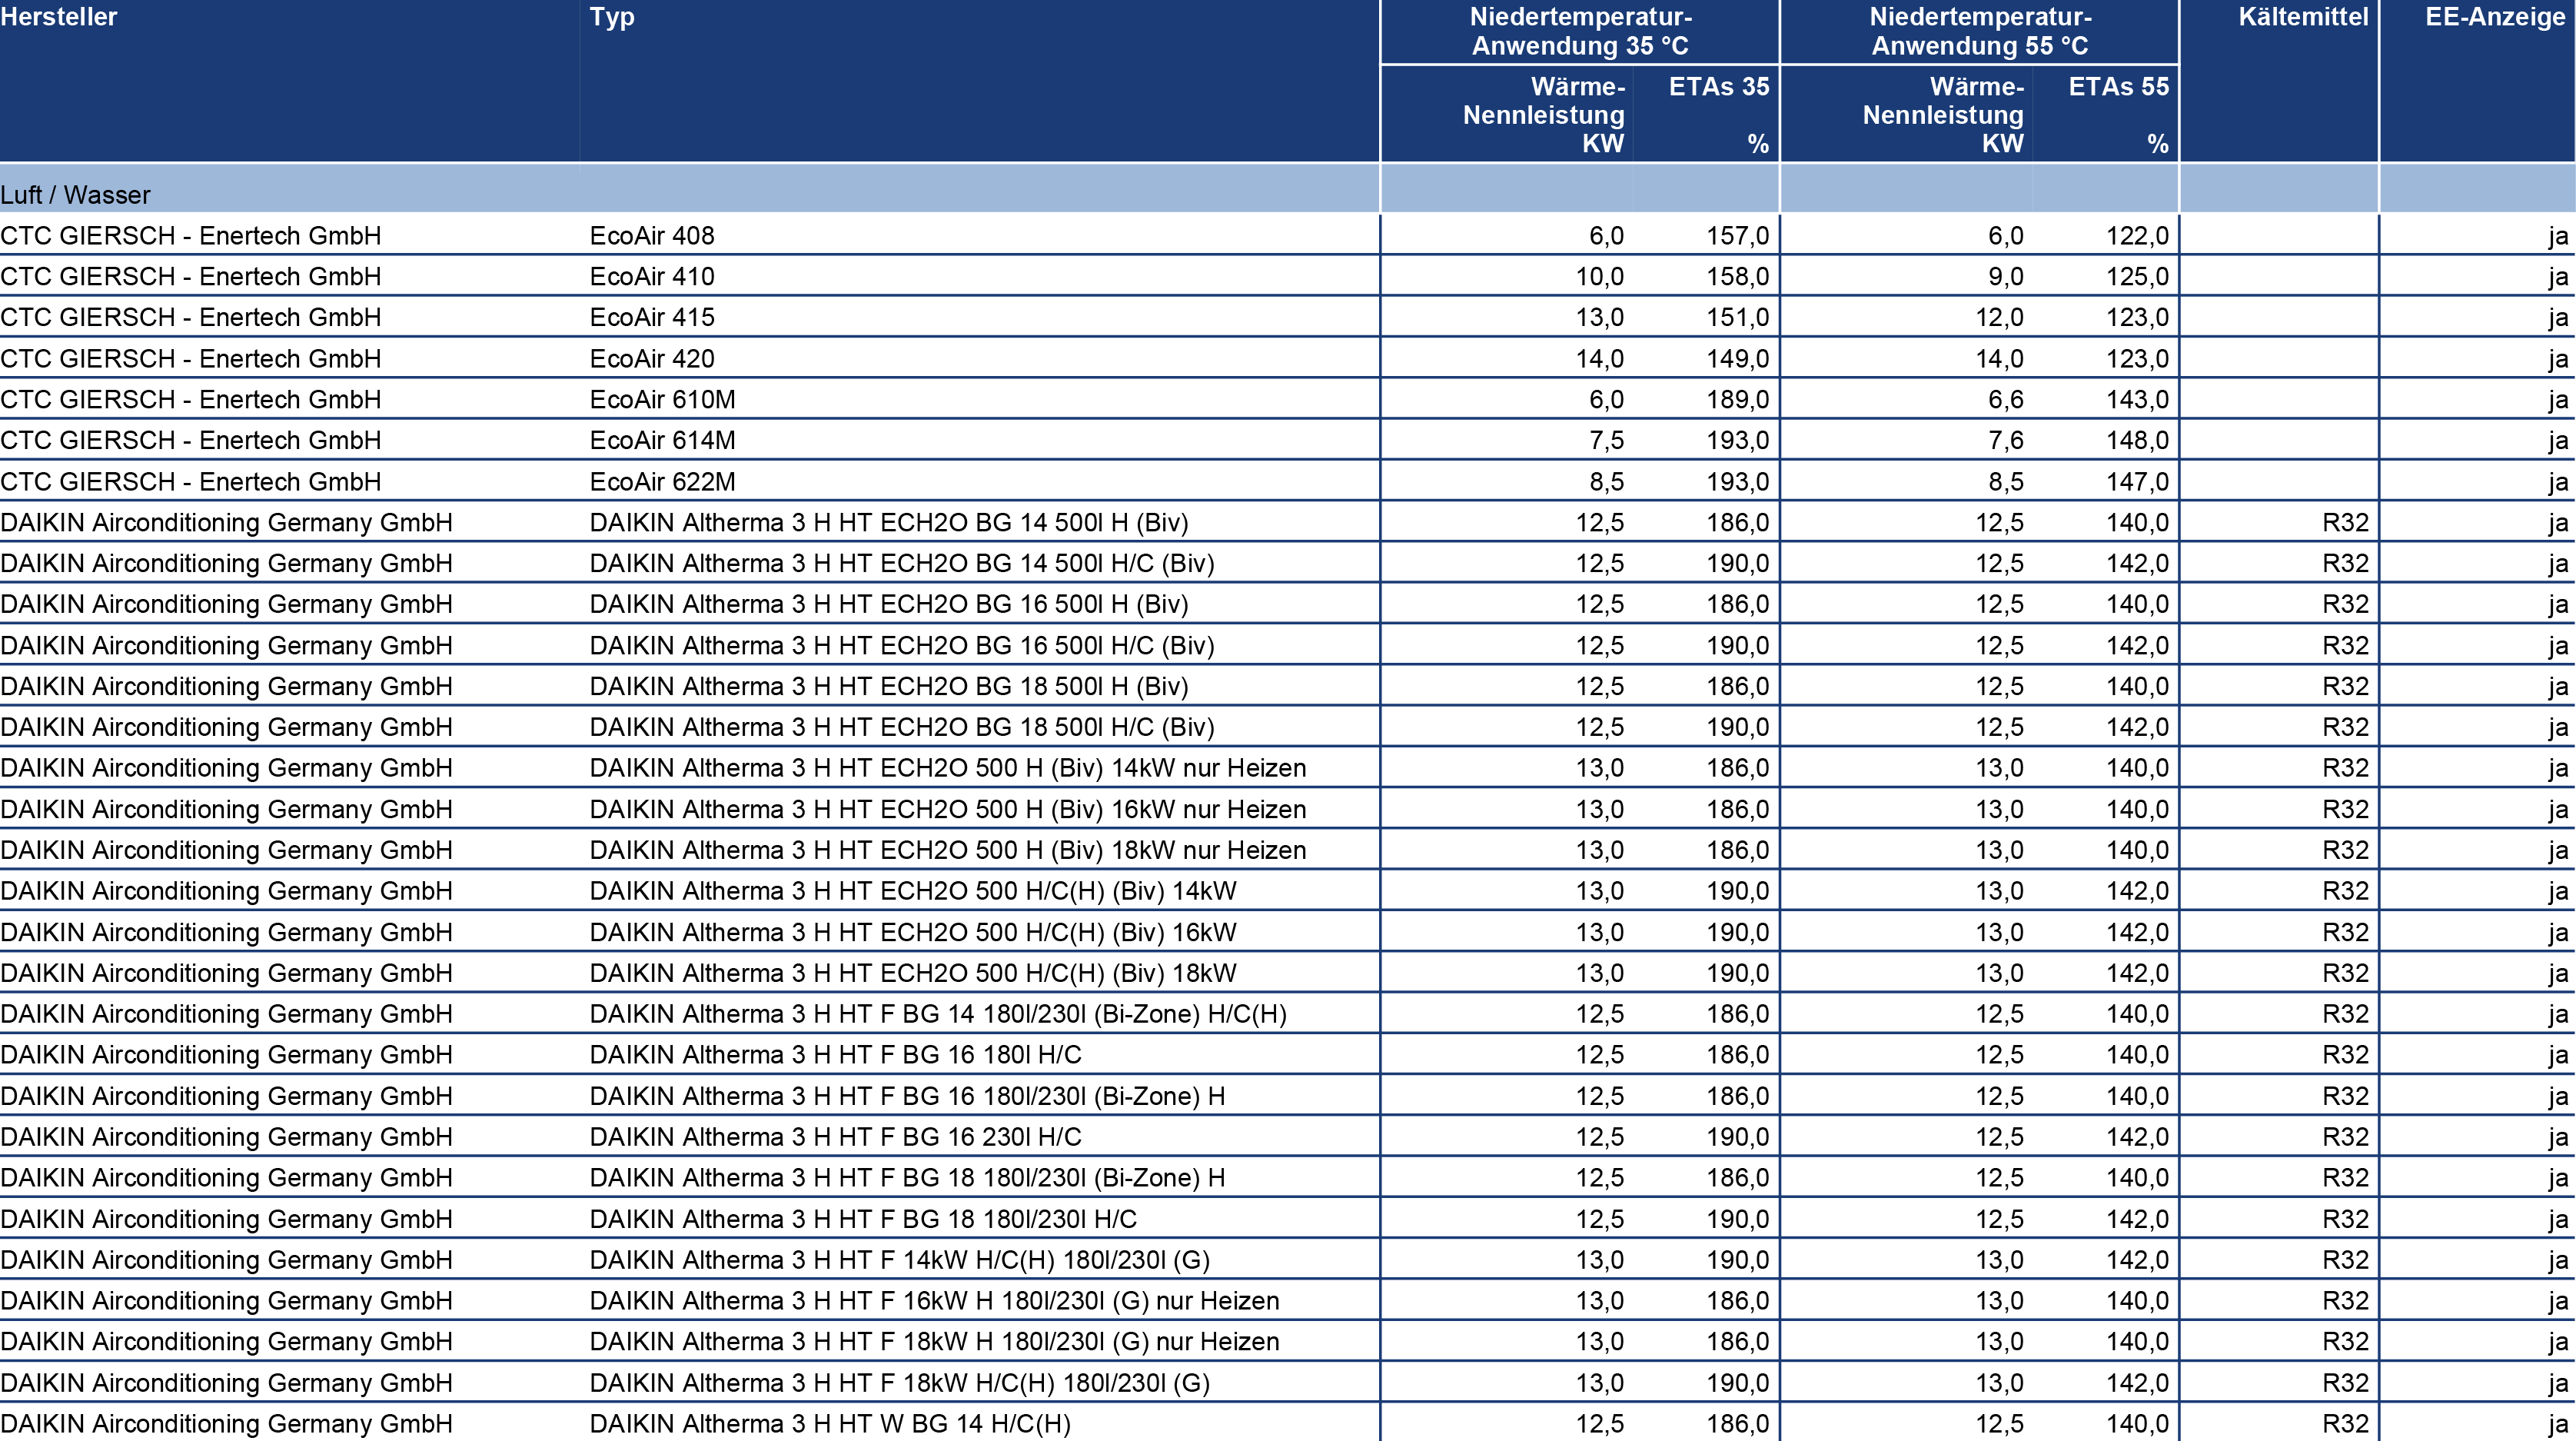 Hersteller Typ Niedertemperatur- Niedertemperatur- Kältemittel EE-Anzeige
Anwendung 35 °C Anwendung 55 °C
Wärme- ETAs 35 Wärme- ETAs 55
Nennleistung Nennleistung
KW % KW %
Luft / Wasser
CTC GIERSCH - Enertech GmbH EcoAir 408 6,0 157,0 6,0 122,0 ja
CTC GIERSCH - Enertech GmbH EcoAir 410 10,0 158,0 9,0 125,0 ja
CTC GIERSCH - Enertech GmbH EcoAir 415 13,0 151,0 12,0 123,0 ja
CTC GIERSCH - Enertech GmbH EcoAir 420 14,0 149,0 14,0 123,0 ja
CTC GIERSCH - Enertech GmbH EcoAir 610M 6,0 189,0 6,6 143,0 ja
CTC GIERSCH - Enertech GmbH EcoAir 614M 7,5 193,0 7,6 148,0 ja
CTC GIERSCH - Enertech GmbH EcoAir 622M 8,5 193,0 8,5 147,0 ja
DAIKIN Airconditioning Germany GmbH DAIKIN Altherma 3 H HT ECH2O BG 14 500l H (Biv) 12,5 186,0 12,5 140,0 R32 ja
DAIKIN Airconditioning Germany GmbH DAIKIN Altherma 3 H HT ECH2O BG 14 500l H/C (Biv) 12,5 190,0 12,5 142,0 R32 ja
DAIKIN Airconditioning Germany GmbH DAIKIN Altherma 3 H HT ECH2O BG 16 500l H (Biv) 12,5 186,0 12,5 140,0 R32 ja
DAIKIN Airconditioning Germany GmbH DAIKIN Altherma 3 H HT ECH2O BG 16 500l H/C (Biv) 12,5 190,0 12,5 142,0 R32 ja
DAIKIN Airconditioning Germany GmbH DAIKIN Altherma 3 H HT ECH2O BG 18 500l H (Biv) 12,5 186,0 12,5 140,0 R32 ja
DAIKIN Airconditioning Germany GmbH DAIKIN Altherma 3 H HT ECH2O BG 18 500l H/C (Biv) 12,5 190,0 12,5 142,0 R32 ja
DAIKIN Airconditioning Germany GmbH DAIKIN Altherma 3 H HT ECH2O 500 H (Biv) 14kW nur Heizen 13,0 186,0 13,0 140,0 R32 ja
DAIKIN Airconditioning Germany GmbH DAIKIN Altherma 3 H HT ECH2O 500 H (Biv) 16kW nur Heizen 13,0 186,0 13,0 140,0 R32 ja
DAIKIN Airconditioning Germany GmbH DAIKIN Altherma 3 H HT ECH2O 500 H (Biv) 18kW nur Heizen 13,0 186,0 13,0 140,0 R32 ja
DAIKIN Airconditioning Germany GmbH DAIKIN Altherma 3 H HT ECH2O 500 H/C(H) (Biv) 14kW 13,0 190,0 13,0 142,0 R32 ja
DAIKIN Airconditioning Germany GmbH DAIKIN Altherma 3 H HT ECH2O 500 H/C(H) (Biv) 16kW 13,0 190,0 13,0 142,0 R32 ja
DAIKIN Airconditioning Germany GmbH DAIKIN Altherma 3 H HT ECH2O 500 H/C(H) (Biv) 18kW 13,0 190,0 13,0 142,0 R32 ja
DAIKIN Airconditioning Germany GmbH DAIKIN Altherma 3 H HT F BG 14 180l/230l (Bi-Zone) H/C(H) 12,5 186,0 12,5 140,0 R32 ja
DAIKIN Airconditioning Germany GmbH DAIKIN Altherma 3 H HT F BG 16 180l H/C 12,5 186,0 12,5 140,0 R32 ja
DAIKIN Airconditioning Germany GmbH DAIKIN Altherma 3 H HT F BG 16 180l/230l (Bi-Zone) H 12,5 186,0 12,5 140,0 R32 ja
DAIKIN Airconditioning Germany GmbH DAIKIN Altherma 3 H HT F BG 16 230l H/C 12,5 190,0 12,5 142,0 R32 ja
DAIKIN Airconditioning Germany GmbH DAIKIN Altherma 3 H HT F BG 18 180l/230l (Bi-Zone) H 12,5 186,0 12,5 140,0 R32 ja
DAIKIN Airconditioning Germany GmbH DAIKIN Altherma 3 H HT F BG 18 180l/230l H/C 12,5 190,0 12,5 142,0 R32 ja
DAIKIN Airconditioning Germany GmbH DAIKIN Altherma 3 H HT F 14kW H/C(H) 180l/230l (G) 13,0 190,0 13,0 142,0 R32 ja
DAIKIN Airconditioning Germany GmbH DAIKIN Altherma 3 H HT F 16kW H 180l/230l (G) nur Heizen 13,0 186,0 13,0 140,0 R32 ja
DAIKIN Airconditioning Germany GmbH DAIKIN Altherma 3 H HT F 18kW H 180l/230l (G) nur Heizen 13,0 186,0 13,0 140,0 R32 ja
DAIKIN Airconditioning Germany GmbH DAIKIN Altherma 3 H HT F 18kW H/C(H) 180l/230l (G) 13,0 190,0 13,0 142,0 R32 ja
DAIKIN Airconditioning Germany GmbH DAIKIN Altherma 3 H HT W BG 14 H/C(H) 12,5 186,0 12,5 140,0 R32 ja